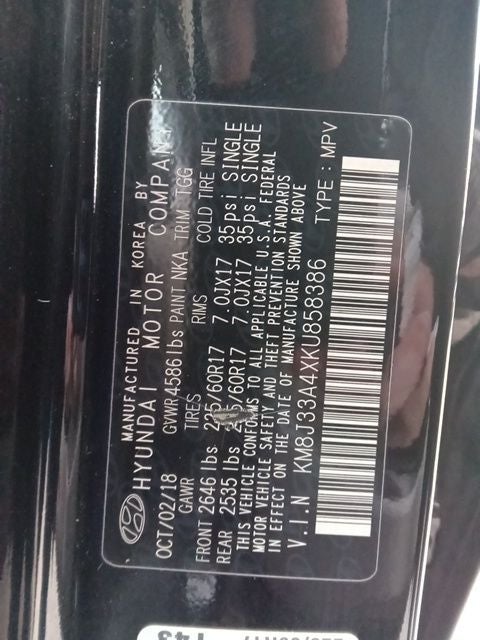 MANUFACTURED IN KOREA BY
HYUNDAI MOTOR COMPANY
OCT/02/18 GVWR 4586 lbs PAINT NKA TRIM TGG
GAWR TIRES RIMS COLD TIRE INFL
FRONT 2646 lbs 225/60R17 7.0JX17 35psi SINGLE
REAR 2535 lbs 225/60R17 7.0JX17 35psi SINGLE
THIS VEHICLE CONFORMS TO ALL APPLICABLE U.S.A. FEDERAL
MOTOR VEHICLE SAFETY AND THEFT PREVENTION STANDARDS
IN EFFECT ON THE DATE OF MANUFACTURE SHOWN ABOVE
V.I.N KM8J33A4XKU858386 TYPE : MPV